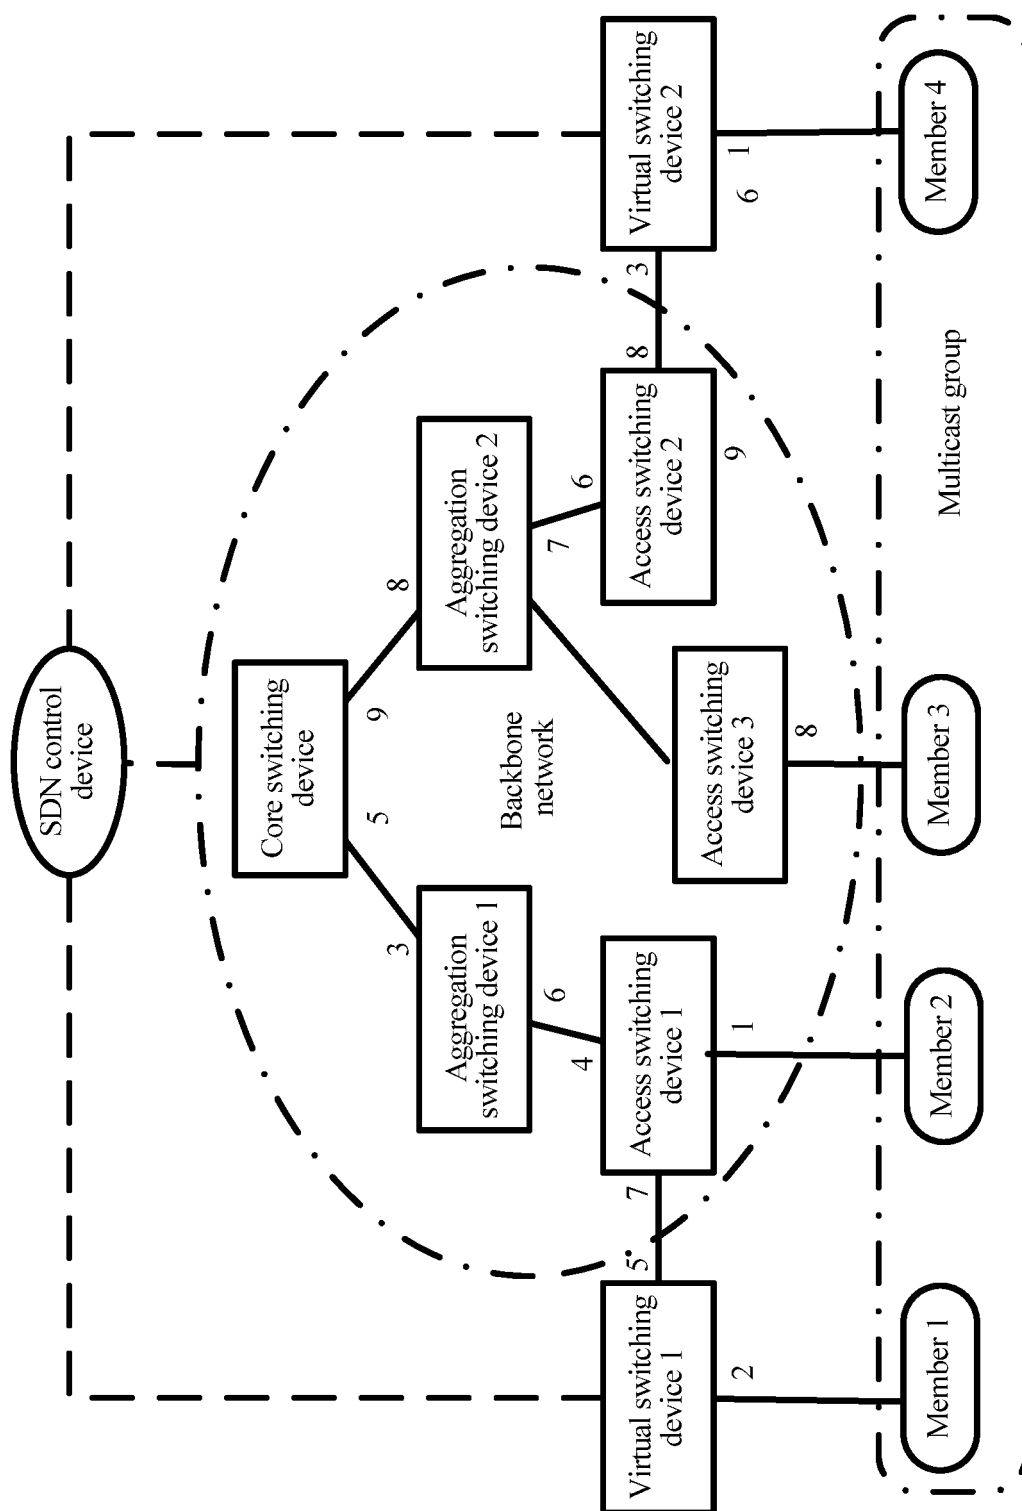 SDN control
device
Core switching
device
5
9
3
8
Aggregation
switching device 1
Aggregation
switching device 2
Backbone
network
6
7
4
6
Virtual switching
device 1
5
7
Access switching
device 1
Access switching
device 2
8
3
Virtual switching
device 2
Access switching
device 3
2
1
9
6
1
8
Member 1
Member 2
Member 3
Multicast group
Member 4